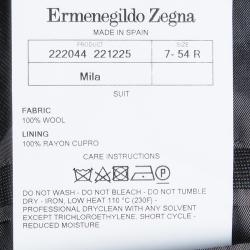 Ermenegildo Zegna
MADE IN SPAIN
PRODUCT SIZE
222044 221225 7- 54 R
Mila
SUIT
FABRIC
100% WOOL
LINING
100% RAYON CUPRO
CARE INSTRUCTIONS
DO NOT WASH - DO NOT BLEACH - DO NOT TUMBLE
DRY - IRON, LOW HEAT 110 °C (230F) -
PROFESSIONAL DRYCLEAN WITH ANY SOLVENT
EXCEPT TRICHLOROETHYLENE. SHORT CYCLE -
REDUCED MOISTURE